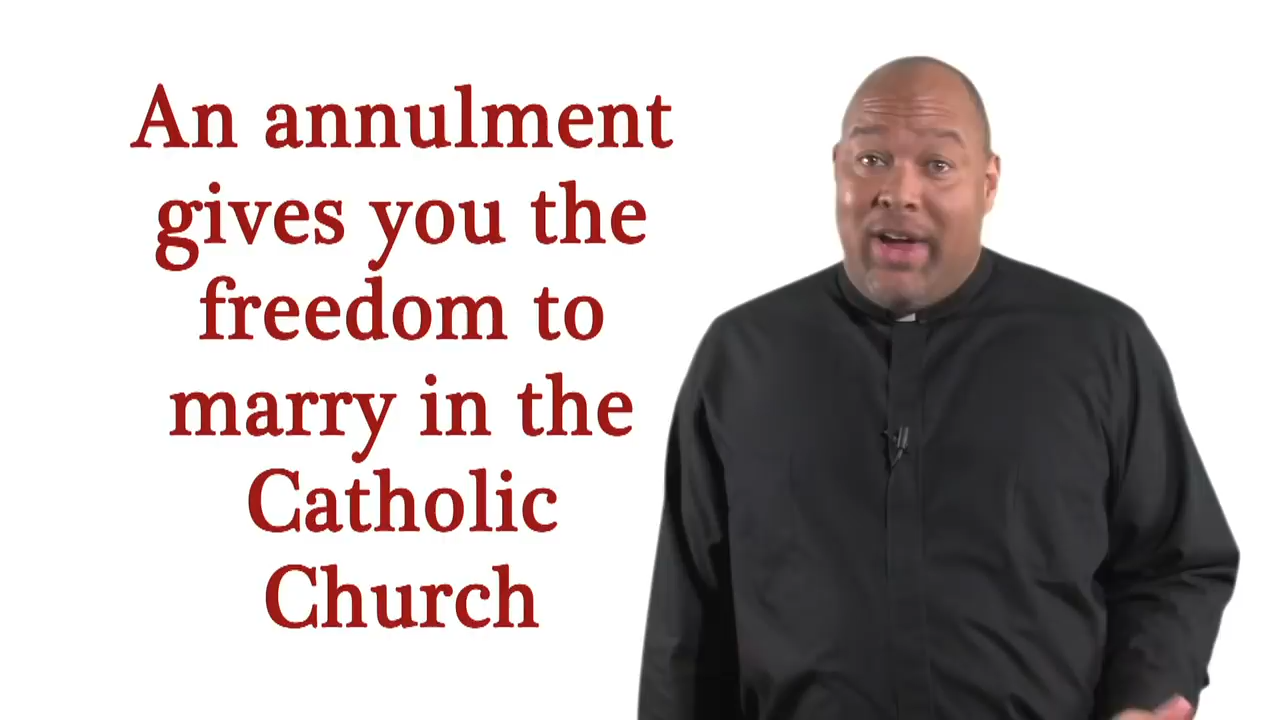 An annulment
gives you the
freedom to
marry in the
Catholic
Church